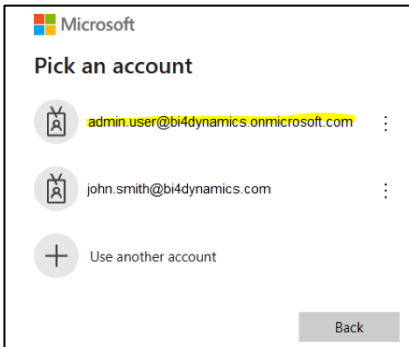 Microsoft
Pick an account
admin.user@bi4dynamics.onmicrosoft.com
john.smith@bi4dynamics.com
Use another account
Back